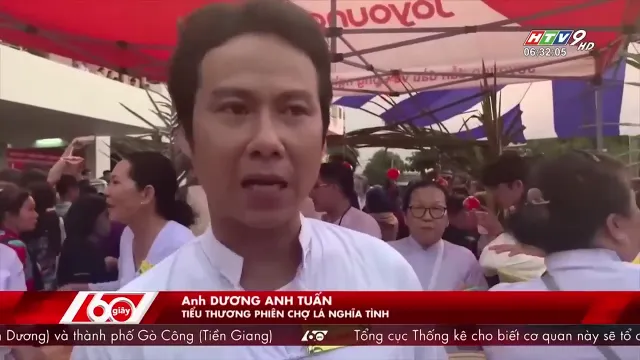 Joyoung
HTV9 HD
06:32:05
60 giây
Anh DƯƠNG ANH TUẤN
TIỂU THƯƠNG PHIÊN CHỢ LÁ NGHĨA TÌNH
Dương) và thành phố Gò Công (Tiền Giang)
Tổng cục Thống kê cho biết cơ quan này sẽ tổ